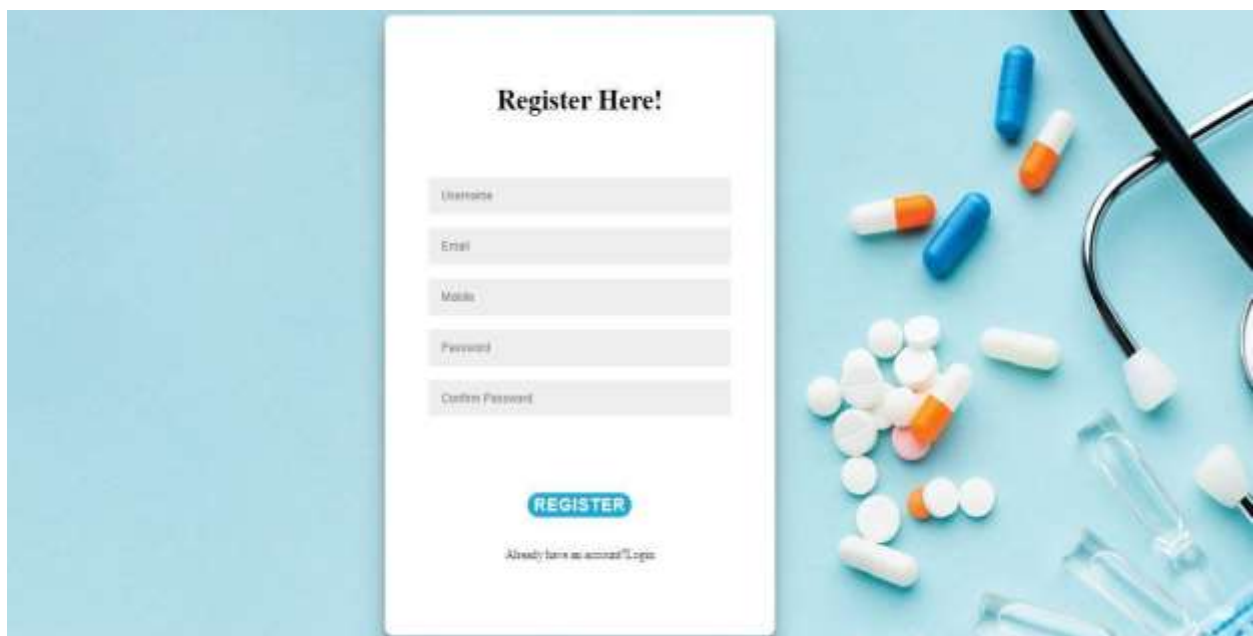 Register Here!
Username
Email
Mobile
Password
Confirm Password
REGISTER
Already have an account?Login